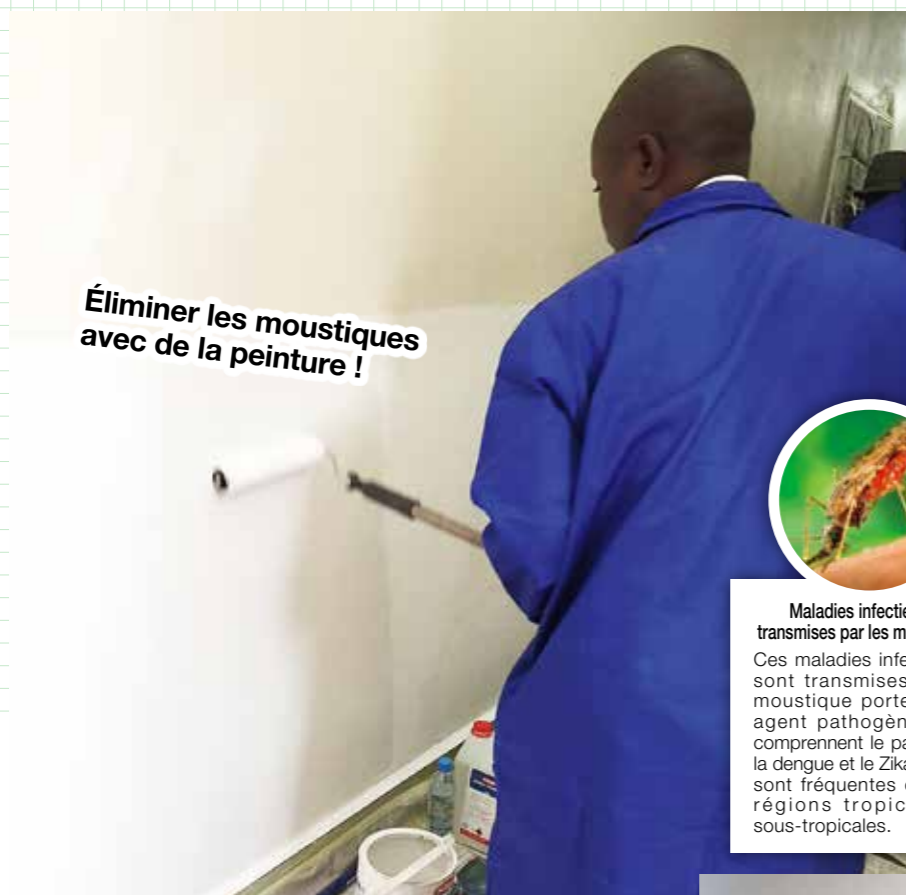 Éliminer les moustiques
avec de la peinture !
Maladies
transmises par les
Ces maladies
sont transmises
moustique
agent
comprennent le
la dengue et le Zika
sont fréquentes
régions
sous-tropicales.